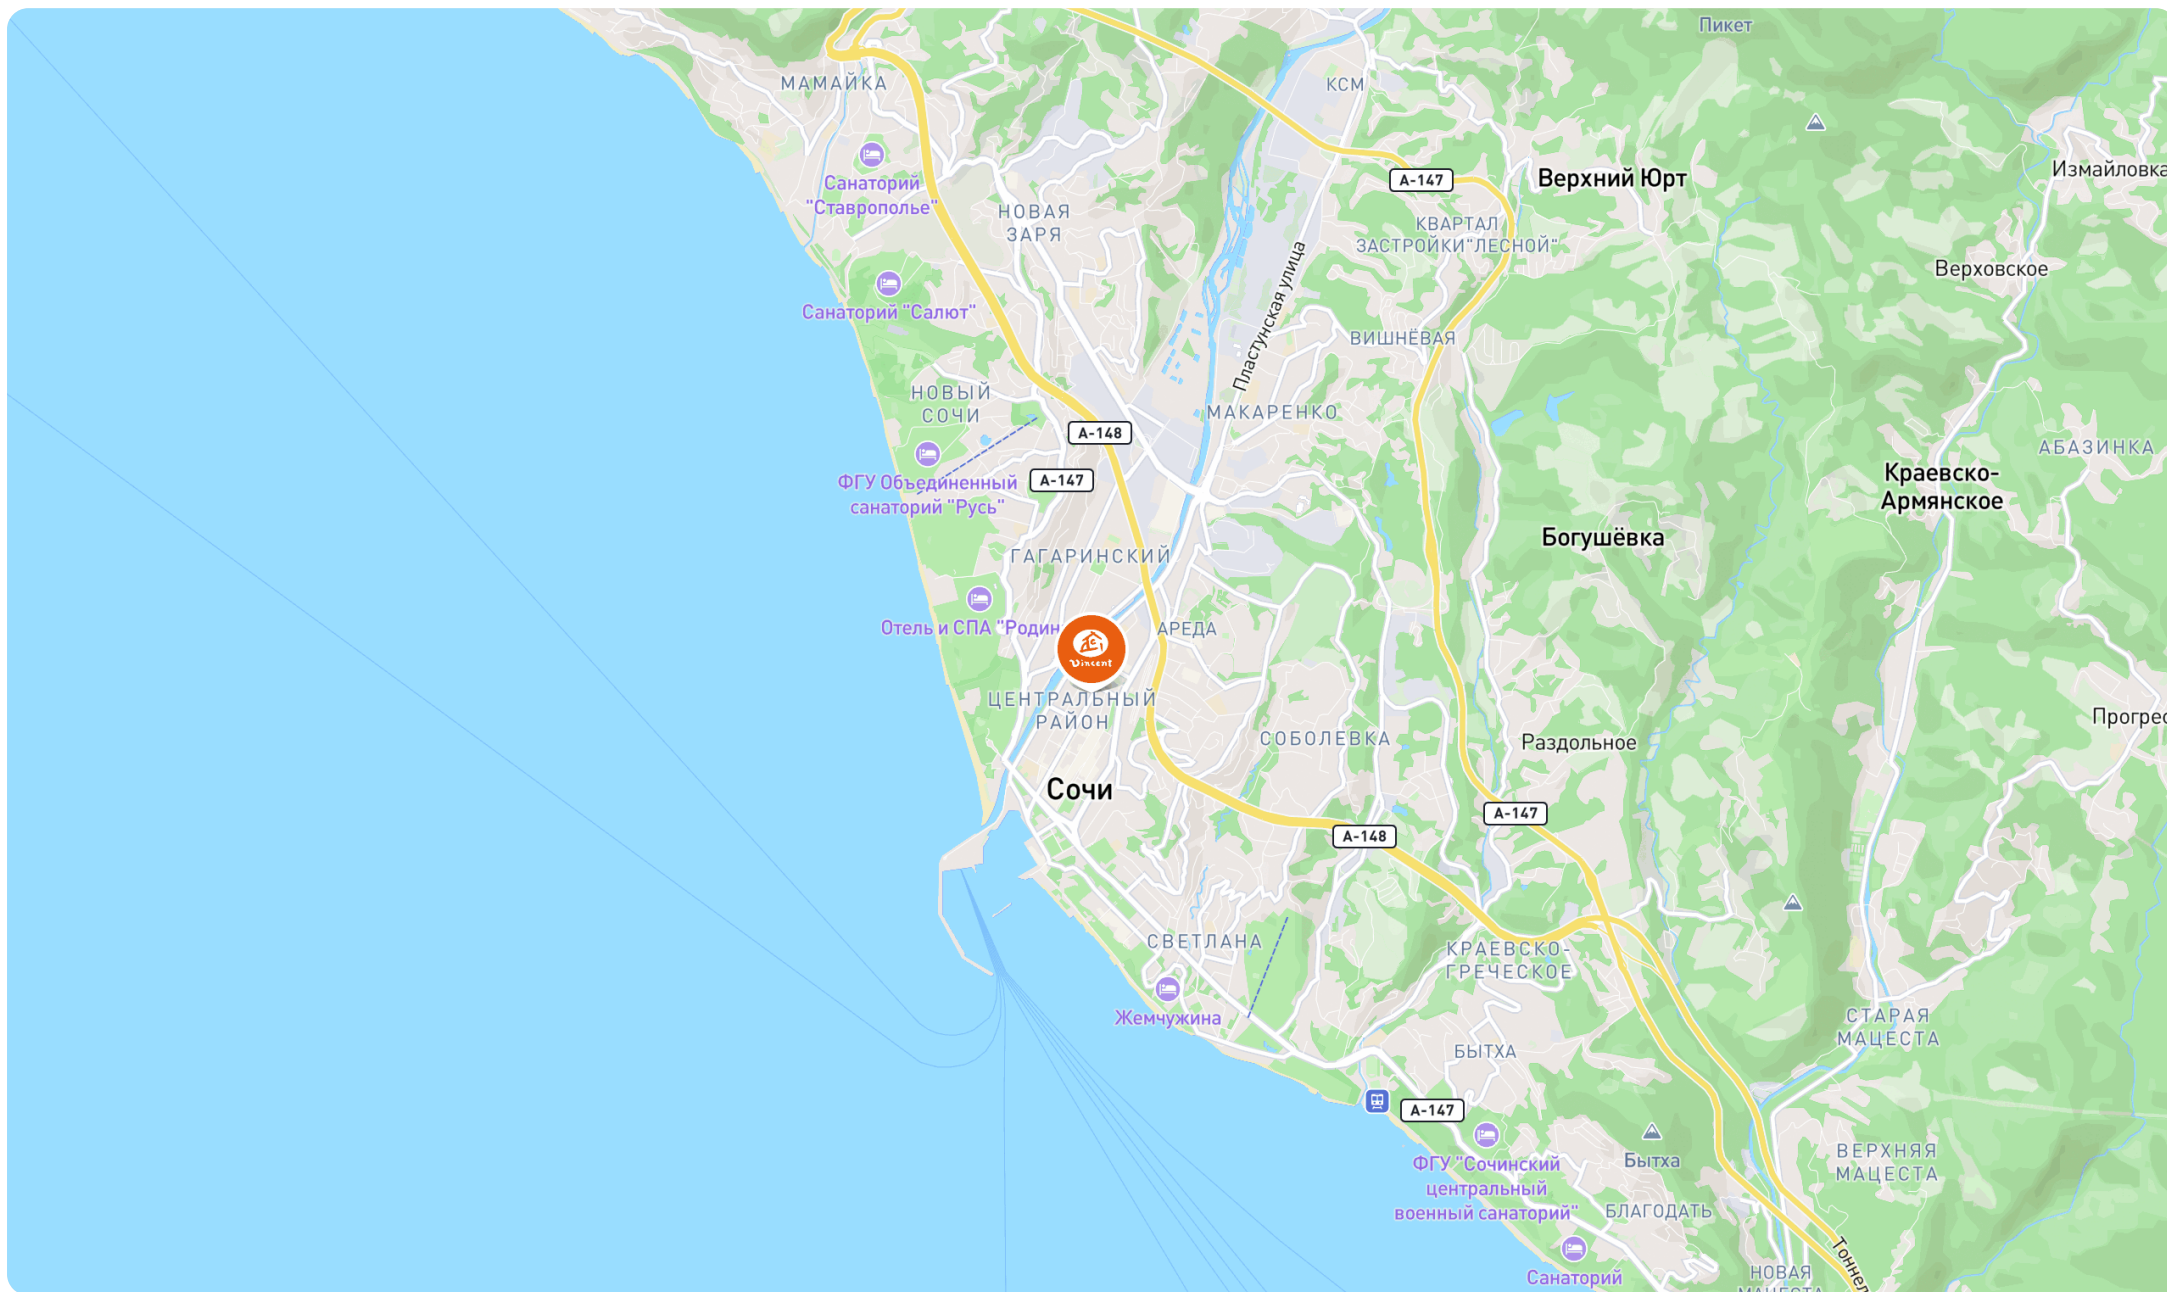 Пикет
МАМАЙКА
КСМ
Санаторий
"Ставрополье"
А-147
Верхний Юрт
Измайловка
НОВАЯ
ЗАРЯ
КВАРТАЛ
ЗАСТРОЙКИ"ЛЕСНОЙ"
Верховское
Санаторий "Салют"
Пластунская улица
ВИШНЁВАЯ
НОВЫЙ
СОЧИ
МАКАРЕНКО
А-148
АБАЗИНКА
ФГУ Объединенный
санаторий "Русь"
А-147
Краевско-
Армянское
Богушёвка
ГАГАРИНСКИЙ
Отель и СПА "Родин
Vincent
АРЕДА
ЦЕНТРАЛЬНЫЙ
РАЙОН
Прогрес
СОБОЛЕВКА
Раздольное
Сочи
А-147
А-148
СВЕТЛАНА
КРАЕВСКО-
ГРЕЧЕСКОЕ
Жемчужина
СТАРАЯ
МАЦЕСТА
БЫТХА
А-147
ФГУ "Сочинский
центральный
военный санаторий"
Бытха
ВЕРХНЯЯ
МАЦЕСТА
БЛАГОДАТЬ
Санаторий
Тоннел
НОВАЯ
МАЦЕСТА